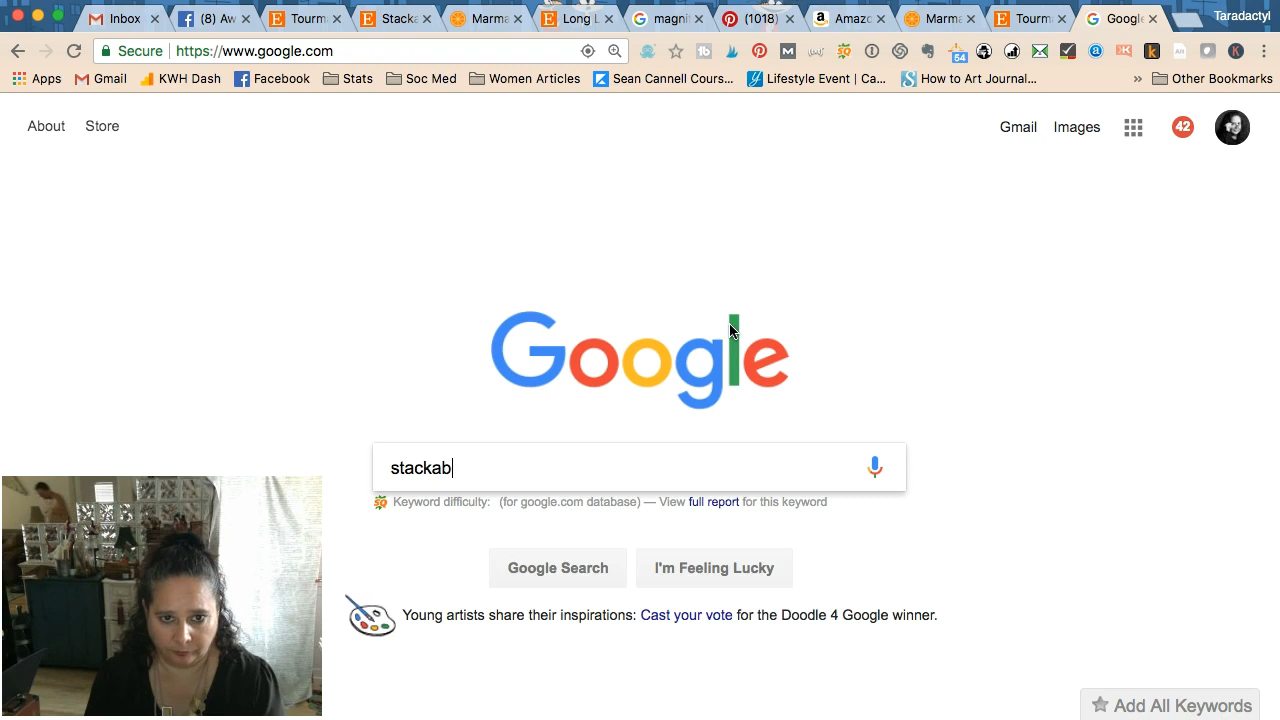 Inbox
(8) Aw
Tourm
Stacka
Marma
Long L
magni
(1018)
Amazo
Marma
Tourm
Google
Taradactyl
Secure
https://www.google.com
54
Apps
Gmail
KWH Dash
Facebook
Stats
Soc Med
Women Articles
Sean Cannell Cours...
Lifestyle Event | Ca...
How to Art Journal...
» Other Bookmarks
About
Store
Gmail
Images
42
Google
stackab
Keyword difficulty: (for google.com database) — View full report for this keyword
Google Search
I'm Feeling Lucky
Young artists share their inspirations: Cast your vote for the Doodle 4 Google winner.
Add All Keywords